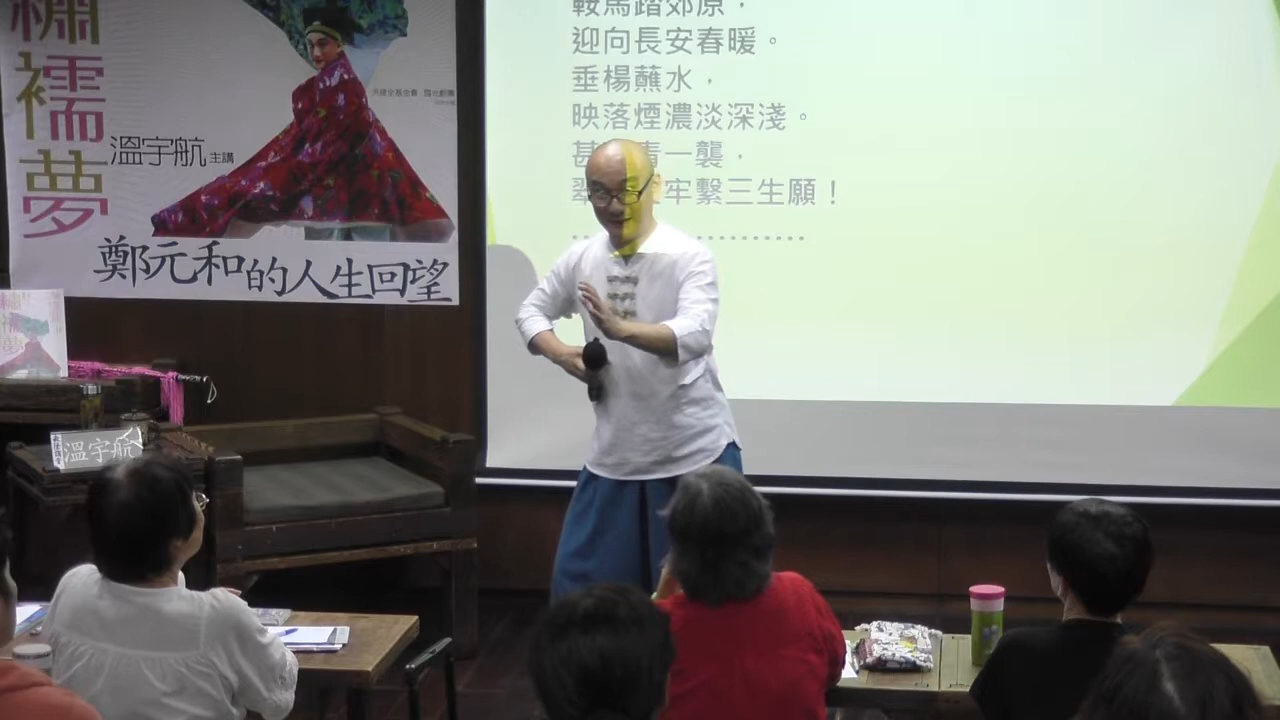 繡襦夢
溫宇航 主講
鄭元和的人生回望
鞍馬踏郊原，
迎向長安春暖。
垂楊蘸水，
映落煙濃淡深淺。
青一襲，
牢繫三生願！
溫宇航